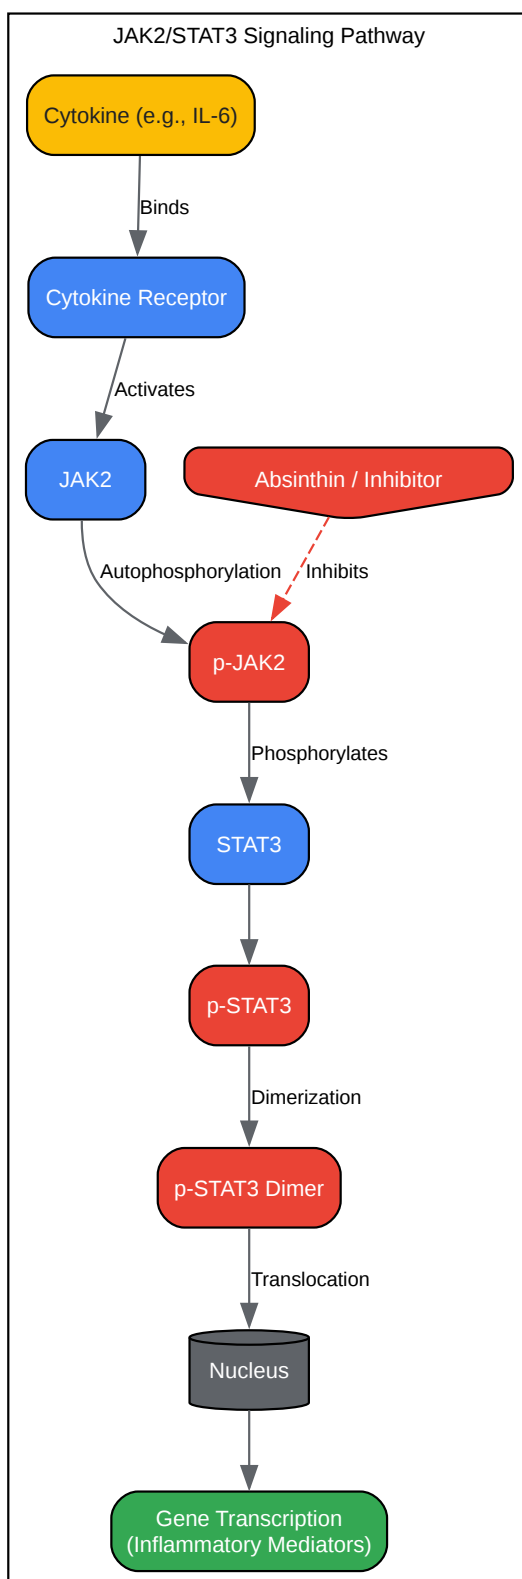 JAK2/STAT3 Signaling Pathway
Cytokine (e.g., IL-6)
Binds
Cytokine Receptor
Activates
JAK2
Absinthin / Inhibitor
Autophosphorylation
Inhibits
p-JAK2
Phosphorylates
STAT3
p-STAT3
Dimerization
p-STAT3 Dimer
Translocation
Nucleus
Gene Transcription
(Inflammatory Mediators)